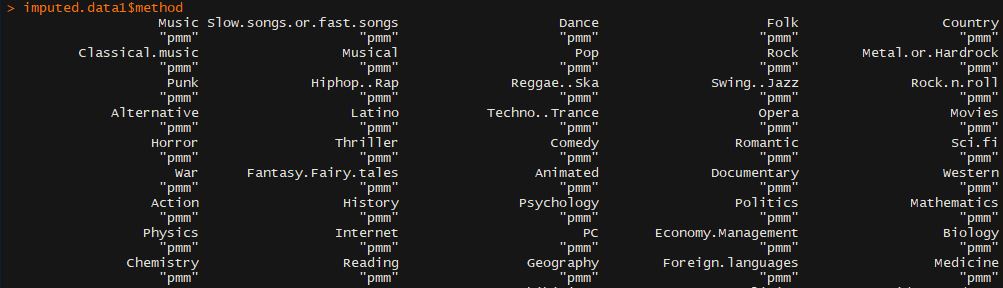 > imputed.data1$method
Music Slow.songs.or.fast.songs Dance Folk Country
"pmm" "pmm" "pmm" "pmm" "pmm"
Classical.music Musical Pop Rock Metal.or.Hardrock
"pmm" "pmm" "pmm" "pmm" "pmm"
Punk Hiphop..Rap Reggae..Ska Swing..Jazz Rock.n.roll
"pmm" "pmm" "pmm" "pmm" "pmm"
Alternative Latino Techno..Trance Opera Movies
"pmm" "pmm" "pmm" "pmm" "pmm"
Horror Thriller Comedy Romantic Sci.fi
"pmm" "pmm" "pmm" "pmm" "pmm"
War Fantasy.Fairy.tales Animated Documentary Western
"pmm" "pmm" "pmm" "pmm" "pmm"
Action History Psychology Politics Mathematics
"pmm" "pmm" "pmm" "pmm" "pmm"
Physics Internet PC Economy.Management Biology
"pmm" "pmm" "pmm" "pmm" "pmm"
Chemistry Reading Geography Foreign.languages Medicine
"pmm" "pmm" "pmm" "pmm" "pmm"